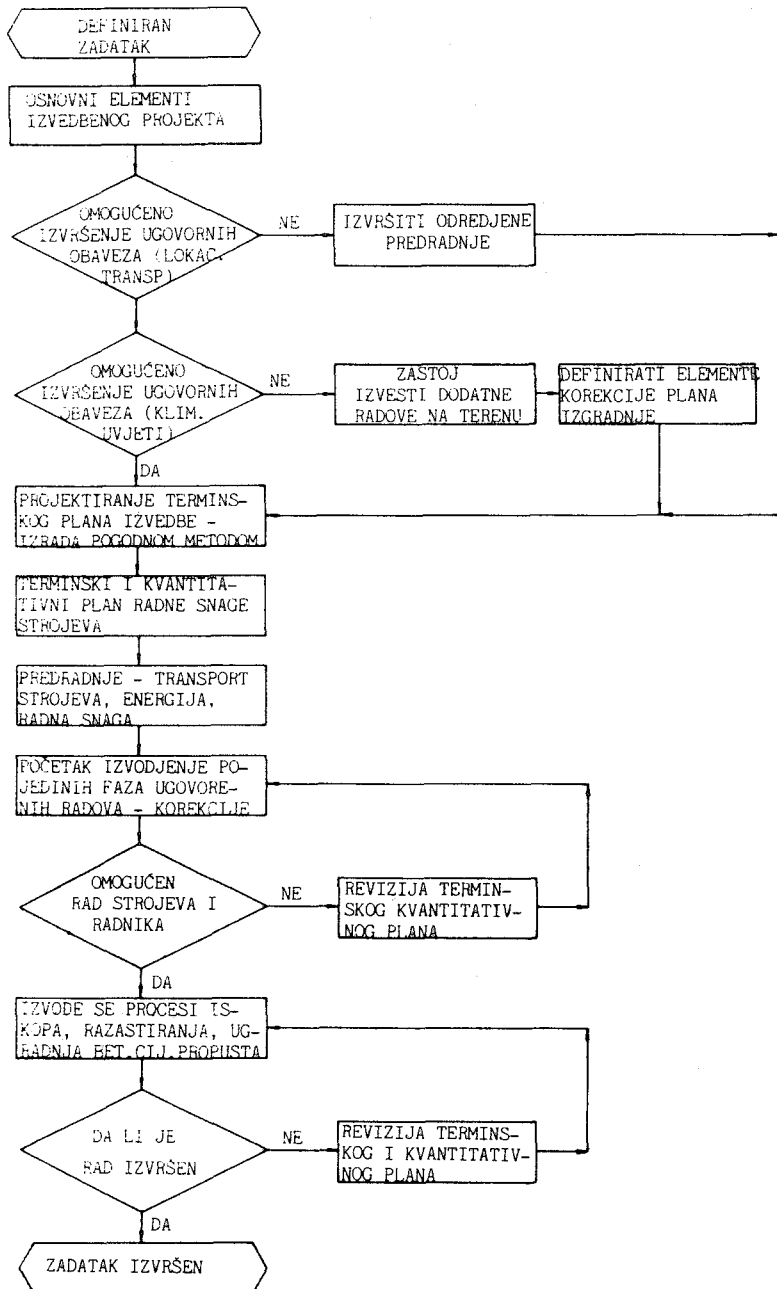 DEFINIRAN
ZADATAK
OSNOVNI ELEMENTI
IZVEDBENOG PROJEKTA
OMOGUĆENO
IZVRŠENJE UGOVORNIH
OBAVEZA (LOKAC.
TRANSP)
NE
IZVRŠITI ODREDJENE
PREDRADNJE
OMOGUĆENO
IZVRŠENJE UGOVORNIH
OBAVEZA (KLIM.
UVJETI)
NE
ZASTOJ
IZVESTI DODATNE
RADOVE NA TERENU
DEFINIRATI ELEMENTE
KOREKCIJE PLANA
IZGRADNJE
DA
PROJEKTIRANJE TERMINS-
KOG PLANA IZVEDBE -
IZRADA POGODNOM METODOM
TERMINSKI I KVANTITA-
TIVNI PLAN RADNE SNAGE
STROJEVA
PREDRADNJE - TRANSPORT
STROJEVA, ENERGIJA,
RADNA SNAGA
POČETAK IZVODJENJE PO-
JEDINIH FAZA UGOVORE-
NIH RADOVA - KOREKCIJE
OMOGUĆEN
RAD STROJEVA I
RADNIKA
NE
REVIZIJA TERMIN-
SKOG KVANTITATIV-
NOG PLANA
DA
IZVODE SE PROCESI IS-
KOPA, RAZASTIRANJA, UG-
RADNJA BET.CIJ.PROPUSTA
DA LI JE
RAD IZVRŠEN
NE
REVIZIJA TERMINS-
KOG I KVANTITATIV-
NOG PLANA
DA
ZADATAK IZVRŠEN